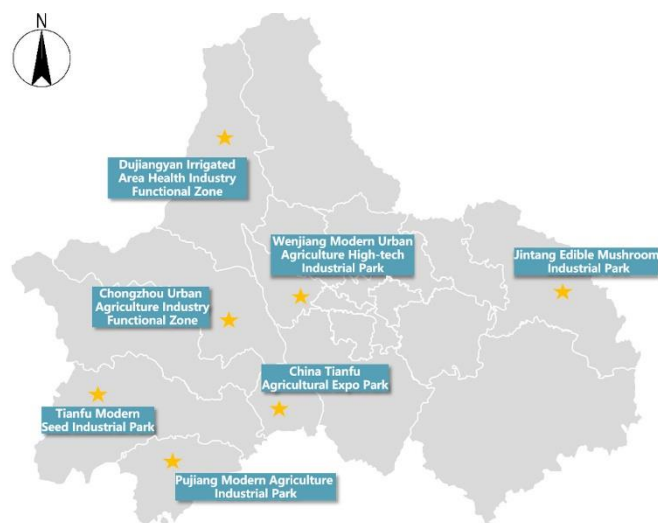 N
Dujiangyan Irrigated
Area Health Industry
Functional Zone
Wenjiang Modern Urban
Agriculture High-tech
Industrial Park
Jintang Edible Mushroom
Industrial Park
Chongzhou Urban
Agriculture Industry
Functional Zone
China Tianfu
Agricultural Expo Park
Tianfu Modern
Seed Industrial Park
Pujiang Modern Agriculture
Industrial Park